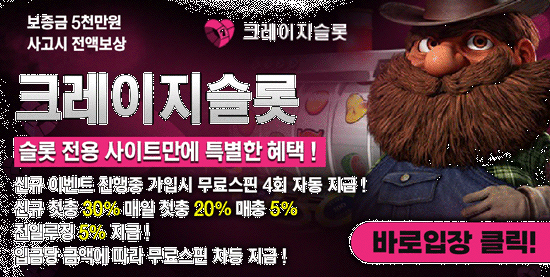 보증금 5천만원
사고시 전액보상
크레이지슬롯
크레이지슬롯
슬롯 전용 사이트만에 특별한 혜택 !
신규 이벤트 진행중 가입시 무료스핀 4회 자동 지급 !
신규 첫충 30% 매일 첫충 20% 매충 5%
전일루징 5% 지급 !
입금당 금액에 따라 무료스핀 차등 지급 !
바로입장 클릭!